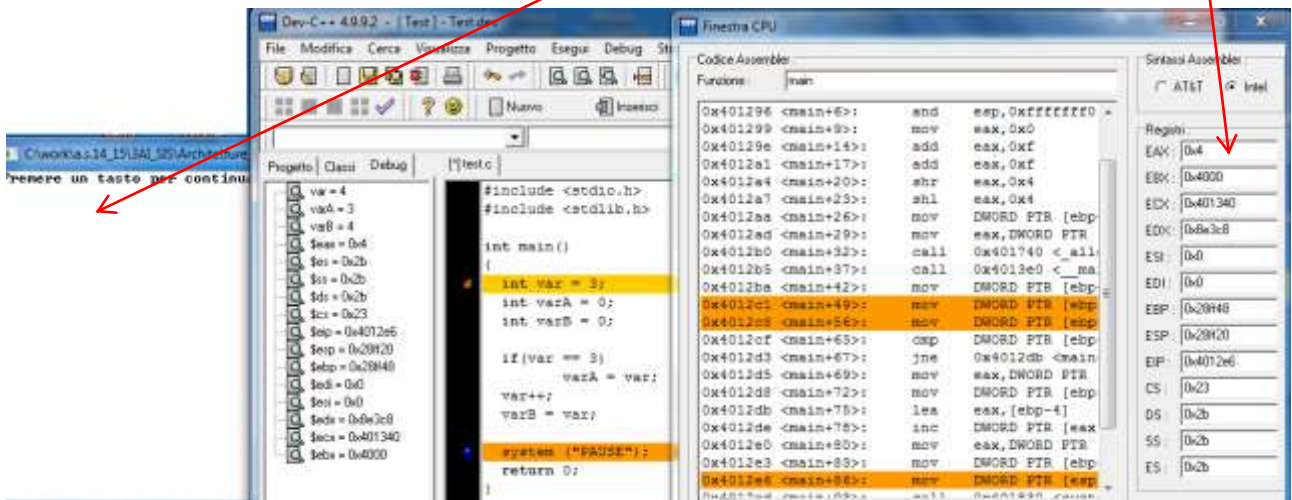 Dev-C++ 4.9.9.2 - [ Test ] - Test.dev
File Modifica Cerca Visualizza Progetto Esegui Debug
Nuovo Inserisci
Progetto Classi Debug
[*] test.c
var = 4
varA = 3
varB = 4
$eax = 0x4
$es = 0x2b
$ss = 0x2b
$ds = 0x2b
$cs = 0x23
$eip = 0x4012e6
$esp = 0x28ff20
$ebp = 0x28ff48
$edi = 0x0
$esi = 0x0
$edx = 0x8e3c8
$ecx = 0x401340
$ebx = 0x4000
#include <stdio.h>
#include <stdlib.h>
int main()
{
int var = 3;
int varA = 0;
int varB = 0;
if(var == 3)
varA = var;
var++;
varB = var;
system ("PAUSE");
return 0;
}
Premere un tasto per continua
Finestra CPU
Codice Assembler
Funzione: main
0x401296 <main+6>: and esp,0xfffffff0
0x401299 <main+9>: mov eax,0x0
0x40129e <main+14>: add eax,0xf
0x4012a1 <main+17>: add eax,0xf
0x4012a4 <main+20>: shr eax,0x4
0x4012a7 <main+23>: shl eax,0x4
0x4012aa <main+26>: mov DWORD PTR [ebp
0x4012ad <main+29>: mov eax,DWORD PTR
0x4012b0 <main+32>: call 0x401740 <_all
0x4012b5 <main+37>: call 0x4013e0 <__ma
0x4012ba <main+42>: mov DWORD PTR [ebp
0x4012c1 <main+49>: mov DWORD PTR [ebp
0x4012c8 <main+56>: mov DWORD PTR [ebp
0x4012cf <main+63>: cmp DWORD PTR [ebp
0x4012d3 <main+67>: jne 0x4012db <main
0x4012d5 <main+69>: mov eax,DWORD PTR
0x4012d8 <main+72>: mov DWORD PTR [ebp
0x4012db <main+75>: lea eax,[ebp-4]
0x4012de <main+78>: inc DWORD PTR [eax
0x4012e0 <main+80>: mov eax,DWORD PTR
0x4012e3 <main+83>: mov DWORD PTR [ebp
0x4012e6 <main+86>: mov DWORD PTR [esp
Sintassi Assembler
AT&T Intel
Registri
EAX: 0x4
EBX: 0x4000
ECX: 0x401340
EDX: 0x8e3c8
ESI: 0x0
EDI: 0x0
EBP: 0x28ff48
ESP: 0x28ff20
EIP: 0x4012e6
CS: 0x23
DS: 0x2b
SS: 0x2b
ES: 0x2b